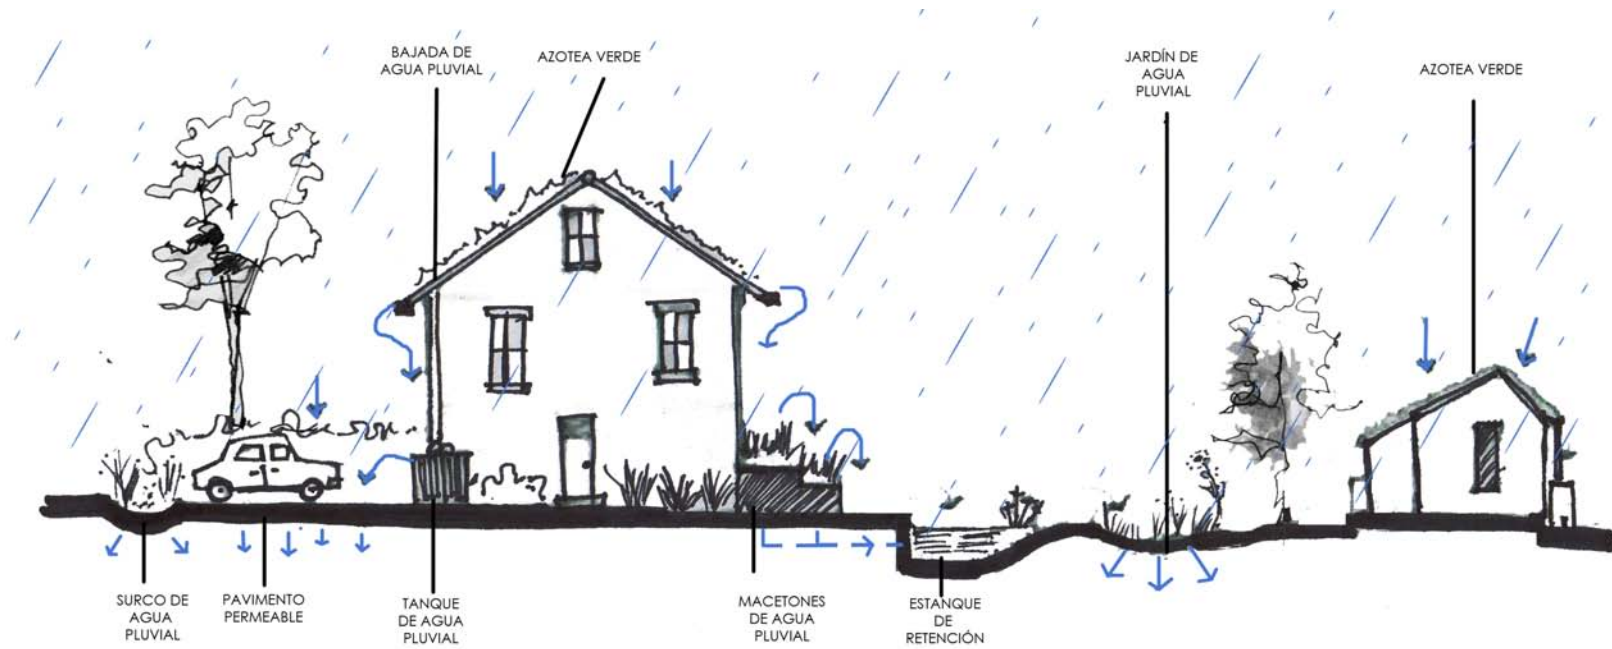 BAJADA DE
AGUA PLUVIAL
AZOTEA VERDE
JARDÍN DE
AGUA
PLUVIAL
AZOTEA VERDE
SURCO DE
AGUA
PLUVIAL
PAVIMENTO
PERMEABLE
TANQUE
DE AGUA
PLUVIAL
MACETONES
DE AGUA
PLUVIAL
ESTANQUE
DE
RETENCIÓN